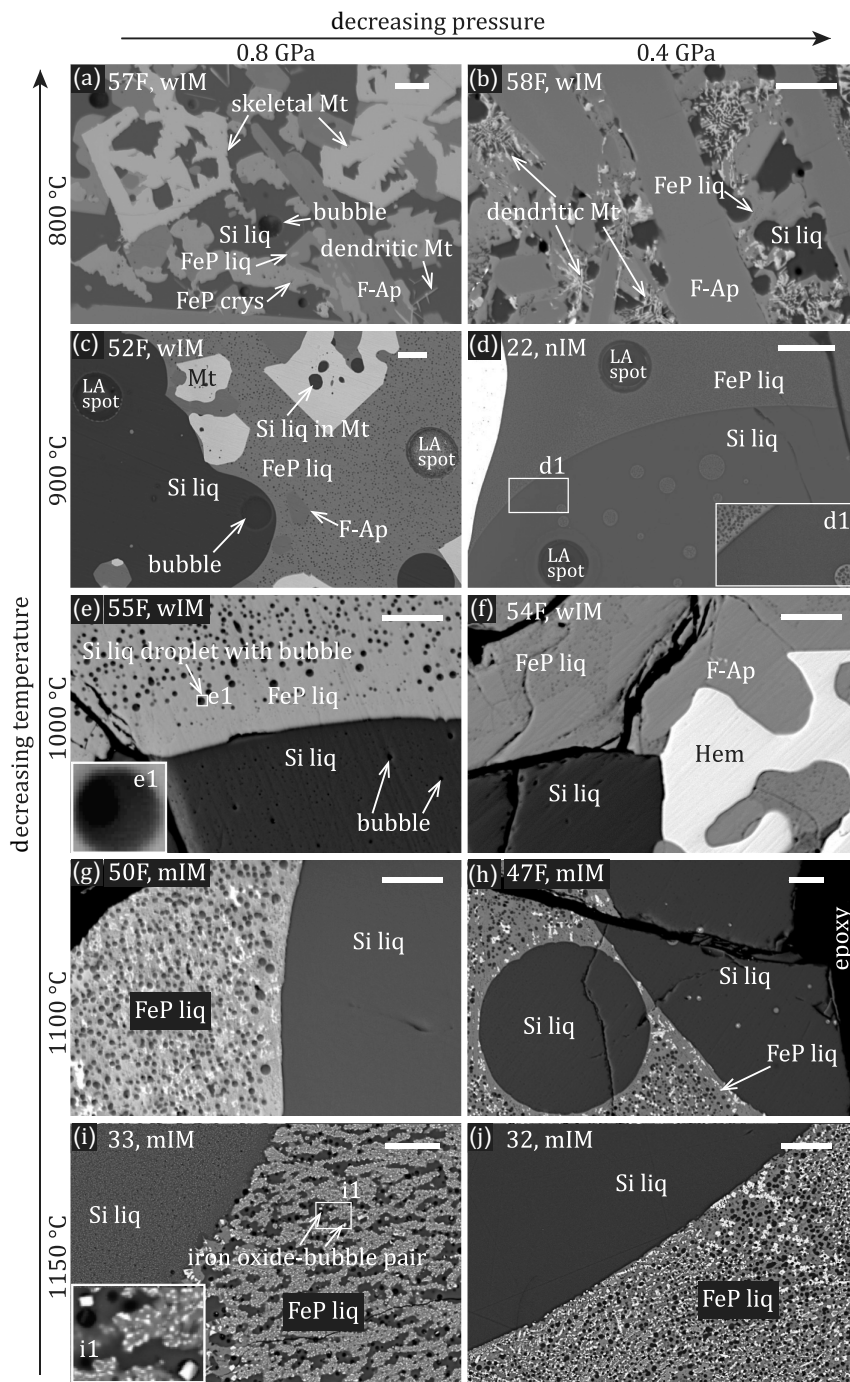 decreasing pressure
0.8 GPa
0.4 GPa
decreasing temperature
800 °C
(a) 57F, wIM
skeletal Mt
bubble
Si liq
FeP liq
dendritic Mt
FeP crys
F-Ap
(b) 58F, wIM
FeP liq
dendritic Mt
Si liq
F-Ap
900 °C
(c) 52F, wIM
LA
spot
Mt
Si liq in Mt
LA
spot
FeP liq
Si liq
F-Ap
bubble
(d) 22, nIM
LA
spot
FeP liq
Si liq
d1
d1
LA
spot
1000 °C
(e) 55F, wIM
Si liq droplet with bubble
e1
FeP liq
Si liq
e1
bubble
(f) 54F, wIM
FeP liq
F-Ap
Hem
Si liq
1100 °C
(g) 50F, mIM
Si liq
FeP liq
(h) 47F, mIM
epoxy
Si liq
Si liq
FeP liq
1150 °C
(i) 33, mIM
i1
Si liq
iron oxide-bubble pair
FeP liq
i1
(j) 32, mIM
Si liq
FeP liq